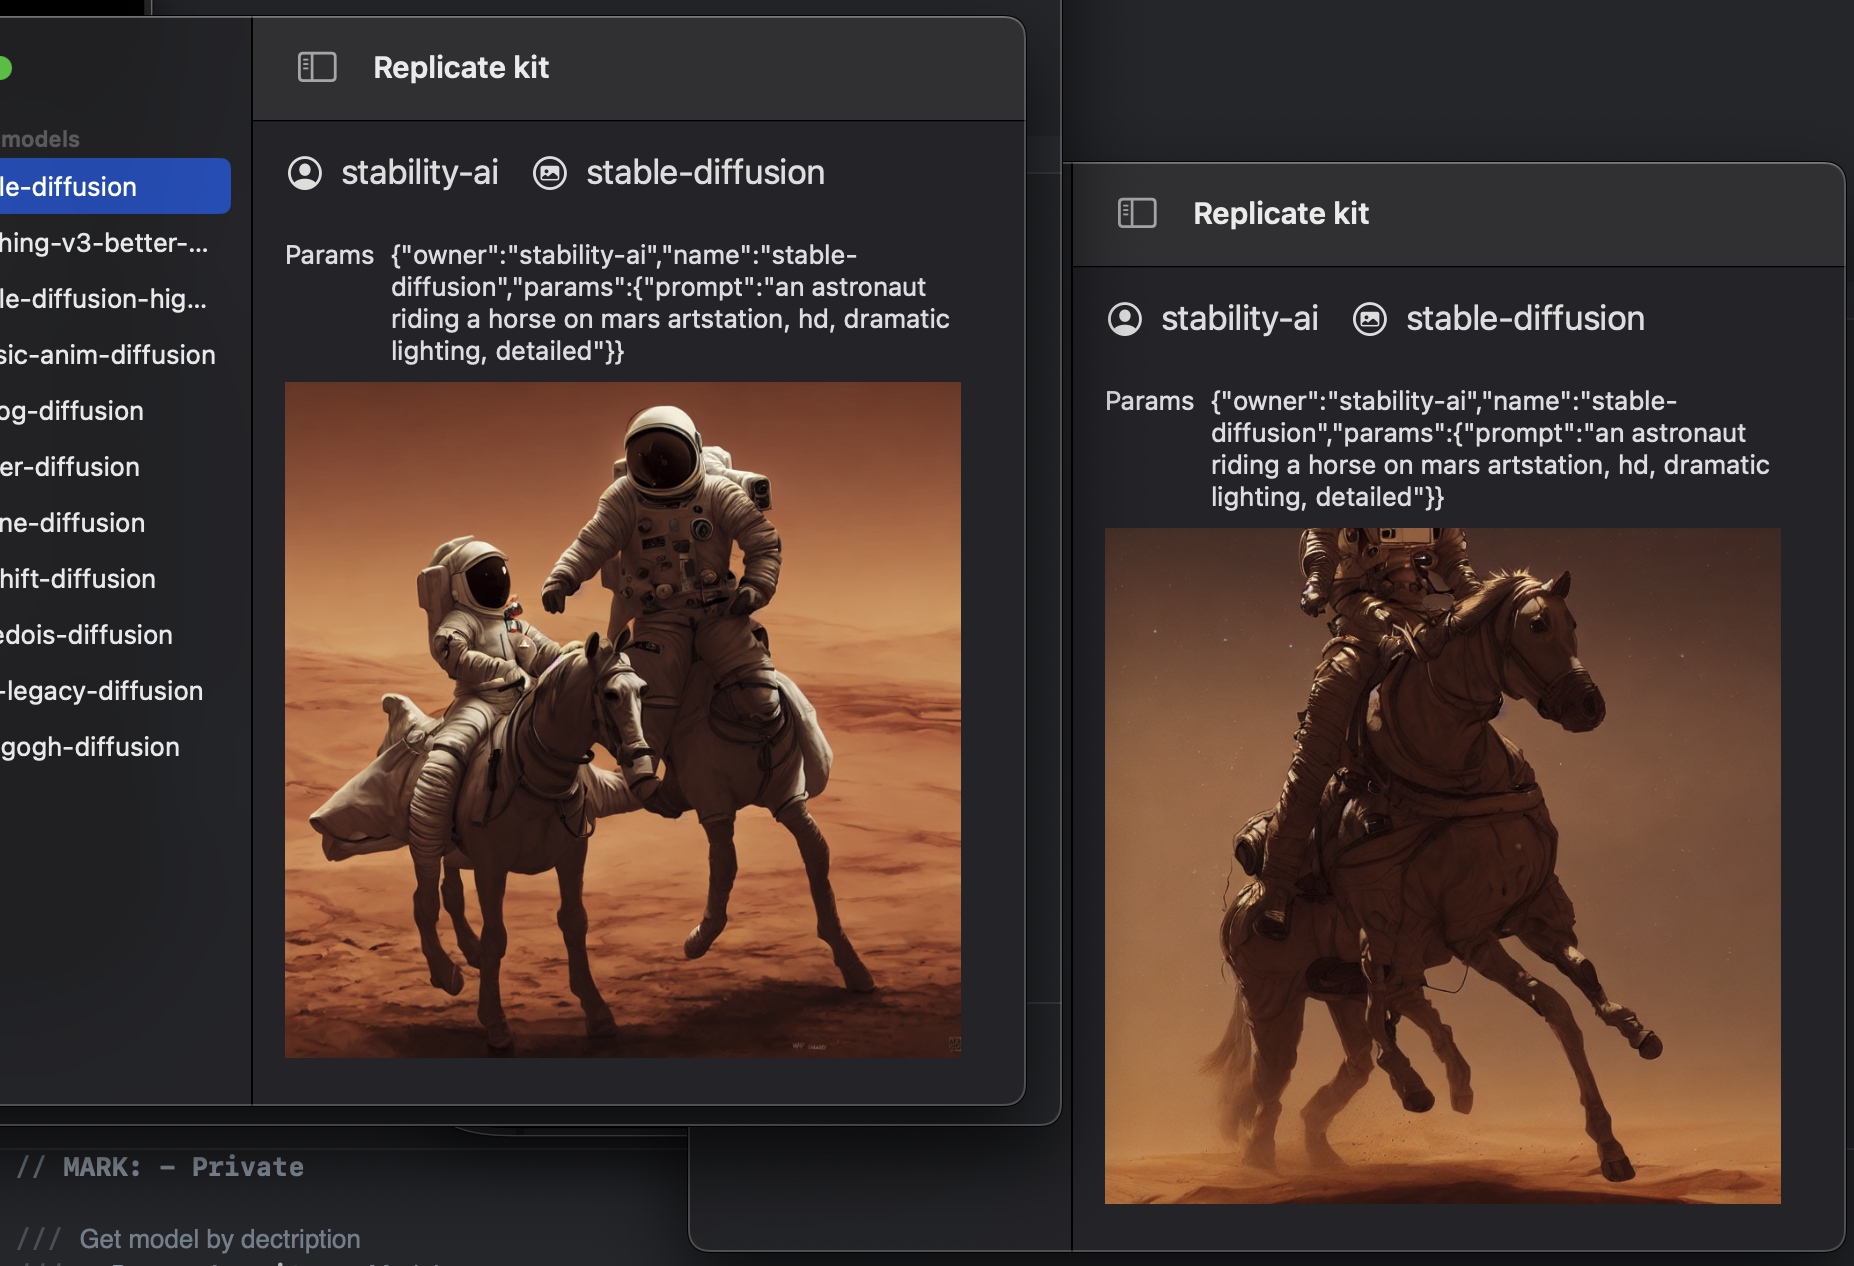 Replicate kit
models
le-diffusion
hing-v3-better-...
le-diffusion-hig...
sic-anim-diffusion
og-diffusion
er-diffusion
ne-diffusion
hift-diffusion
edois-diffusion
-legacy-diffusion
gogh-diffusion
stability-ai stable-diffusion
Params {"owner":"stability-ai","name":"stable-
diffusion","params":{"prompt":"an astronaut
riding a horse on mars artstation, hd, dramatic
lighting, detailed"}}
Replicate kit
stability-ai stable-diffusion
Params {"owner":"stability-ai","name":"stable-
diffusion","params":{"prompt":"an astronaut
riding a horse on mars artstation, hd, dramatic
lighting, detailed"}}
// MARK: - Private
/// Get model by dectription